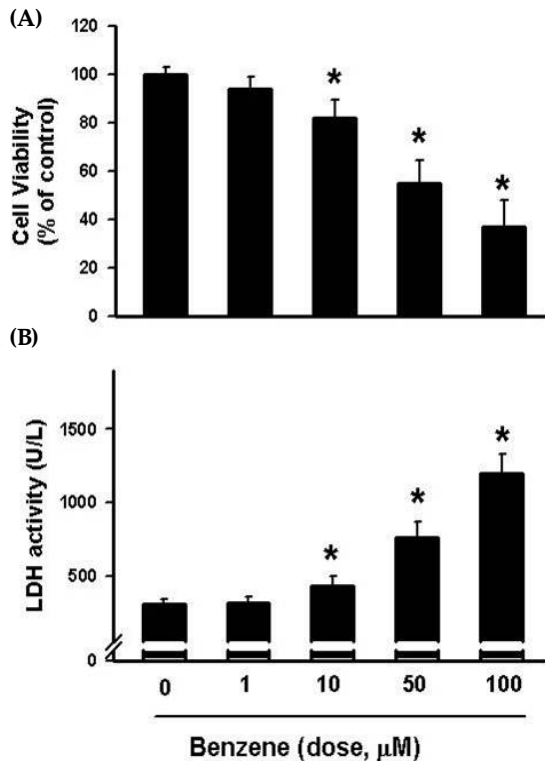 (A)
120
100
80
60
40
20
0
Cell Viability
(% of control)
*
*
*
(B)
1500
1000
500
0
LDH activity (U/L)
*
*
*
0 1 10 50 100
Benzene (dose, μM)